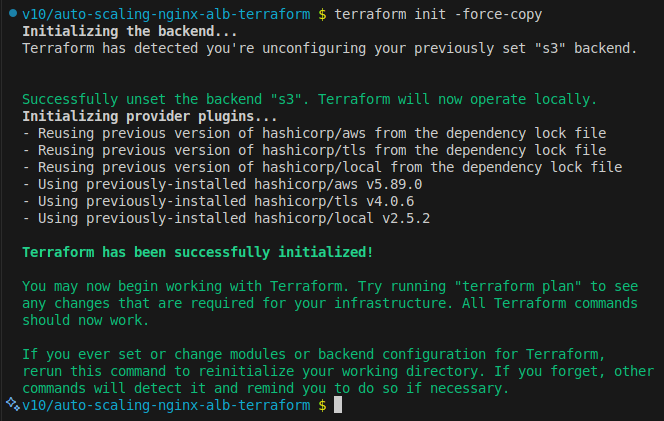 v10/auto-scaling-nginx-alb-terraform $ terraform init -force-copy
Initializing the backend...
Terraform has detected you're unconfiguring your previously set "s3" backend.
Successfully unset the backend "s3". Terraform will now operate locally.
Initializing provider plugins...
- Reusing previous version of hashicorp/aws from the dependency lock file
- Reusing previous version of hashicorp/tls from the dependency lock file
- Reusing previous version of hashicorp/local from the dependency lock file
- Using previously-installed hashicorp/aws v5.89.0
- Using previously-installed hashicorp/tls v4.0.6
- Using previously-installed hashicorp/local v2.5.2
Terraform has been successfully initialized!
You may now begin working with Terraform. Try running "terraform plan" to see
any changes that are required for your infrastructure. All Terraform commands
should now work.
If you ever set or change modules or backend configuration for Terraform,
rerun this command to reinitialize your working directory. If you forget, other
commands will detect it and remind you to do so if necessary.
v10/auto-scaling-nginx-alb-terraform $